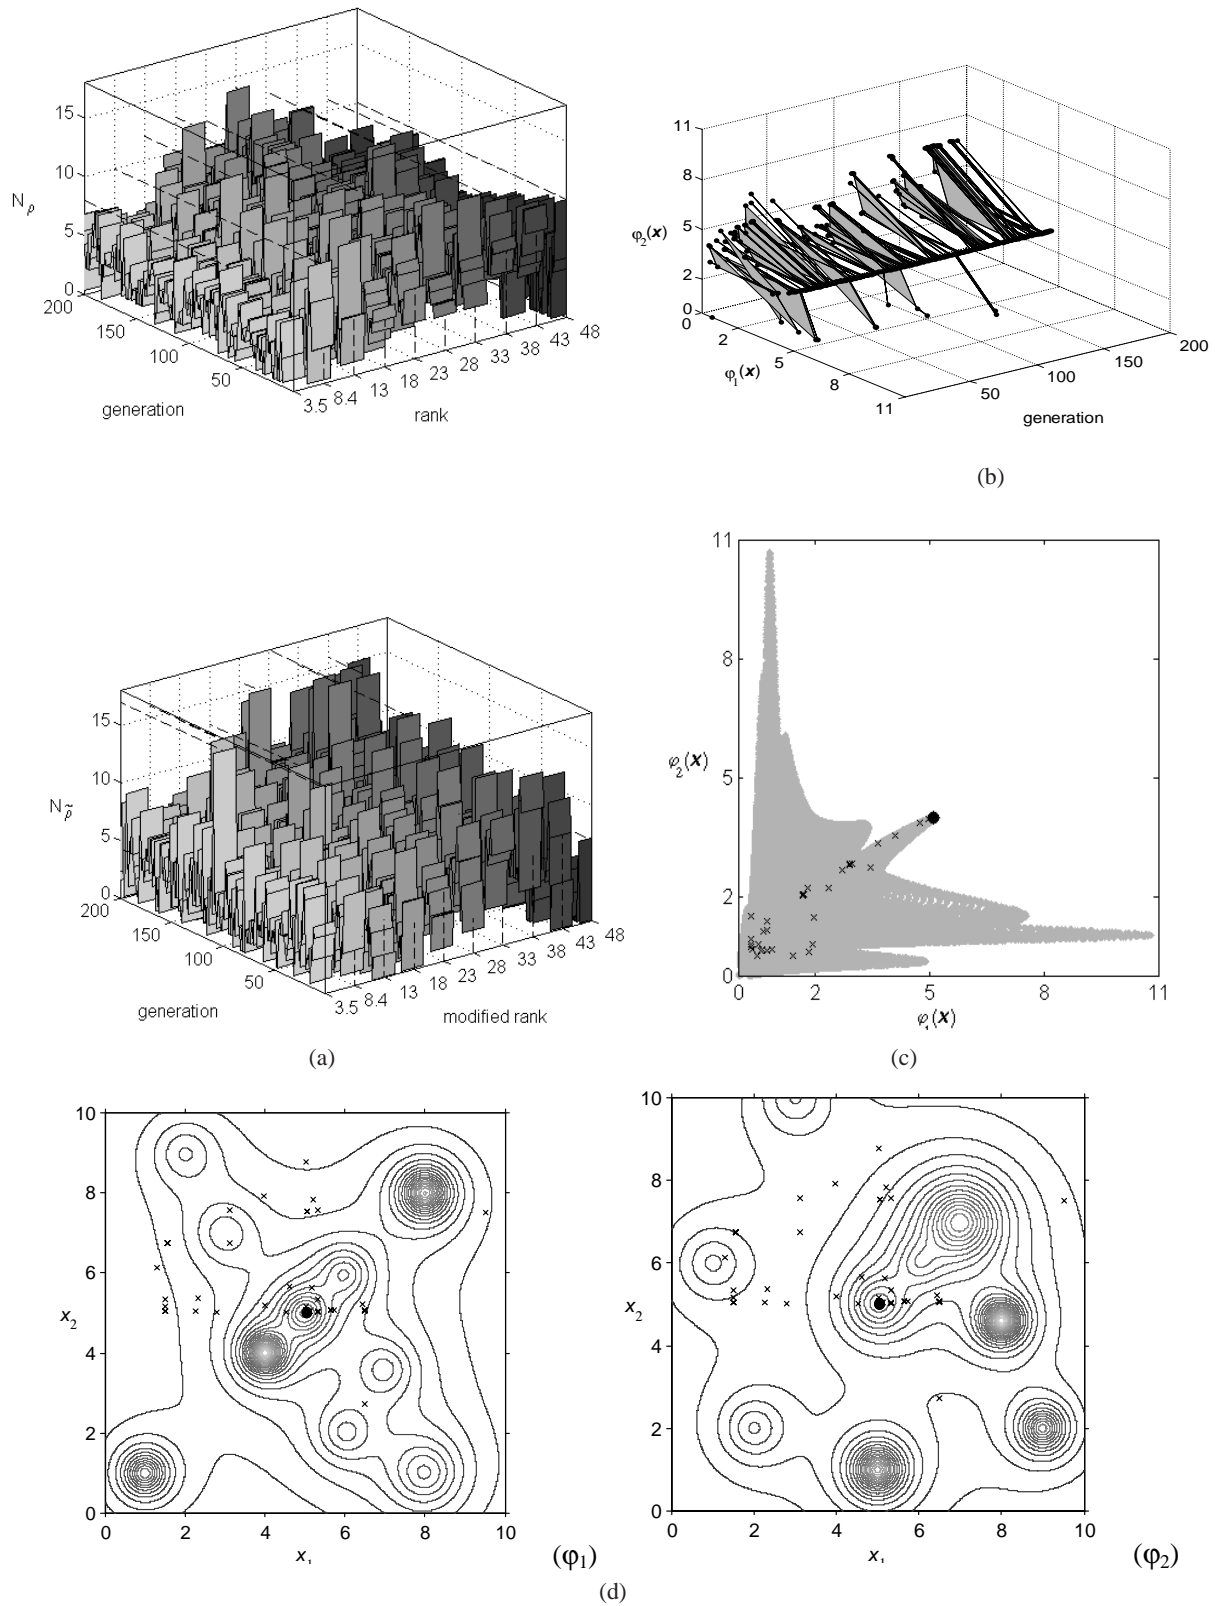 15
10
N ρ
5
0
200
150
100
50
generation
3.5 8.4 13 18 23 28 33 38 43 48
rank
11
8
φ2(x)
5
2
0
0
2
5
φ1(x)
8
11
50
100
150
200
generation
(b)
15
10
N ρ̃
5
0
200
150
100
50
generation
3.5 8.4 13 18 23 28 33 38 43 48
modified rank
(a)
11
8
φ2(x)
5
2
0
0 2 5 8 11
φ1(x)
(c)
10
8
6
x2
4
2
0
0 2 4 6 8 10
x1
(φ1)
10
8
6
x2
4
2
0
0 2 4 6 8 10
x1
(φ2)
(d)